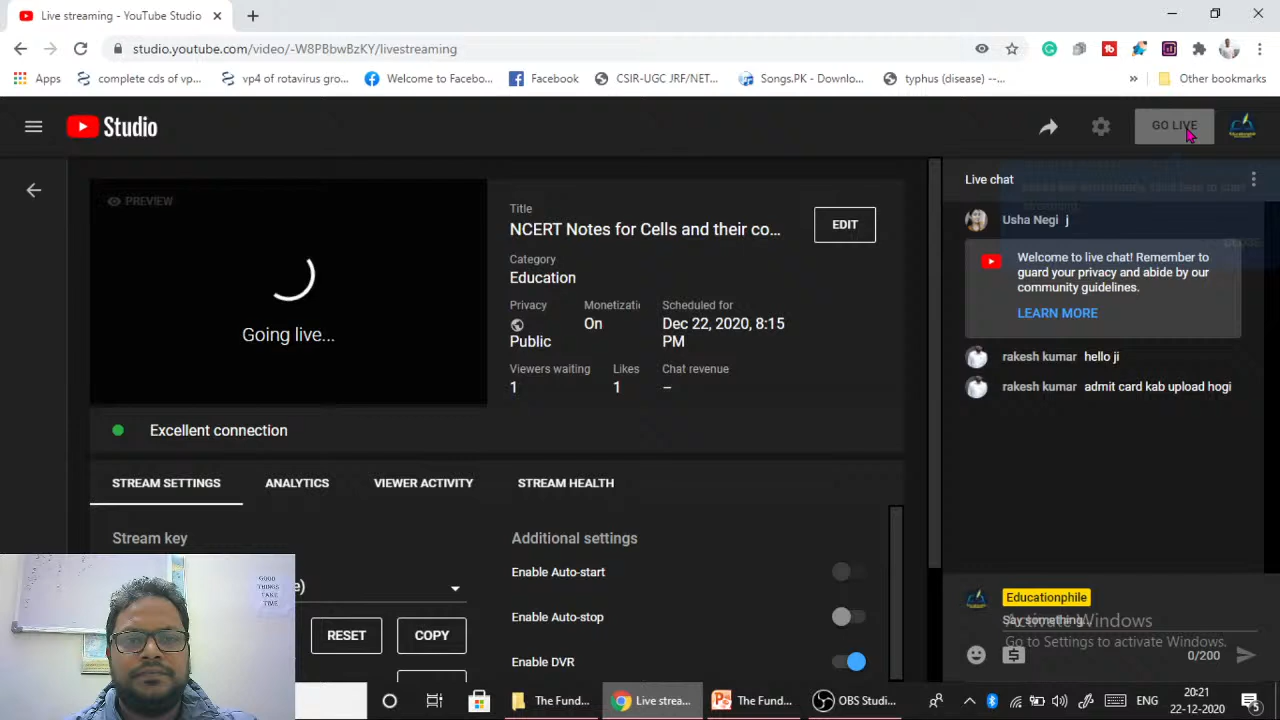 Live streaming - YouTube Studio
studio.youtube.com/video/-W8PBbwBzKY/livestreaming
Apps
complete cds of vp...
vp4 of rotavirus gro...
Welcome to Facebo...
Facebook
CSIR-UGC JRF/NET...
Songs.PK - Downlo...
typhus (disease) --...
»
Other bookmarks
Studio
GO LIVE
PREVIEW
Going live...
Title
NCERT Notes for Cells and their co...
EDIT
Category
Education
Privacy
Public
Monetizati
On
Scheduled for
Dec 22, 2020, 8:15
PM
Viewers waiting
1
Likes
1
Chat revenue
–
Excellent connection
STREAM SETTINGS
ANALYTICS
VIEWER ACTIVITY
STREAM HEALTH
Stream key
e)
RESET
COPY
Additional settings
Enable Auto-start
Enable Auto-stop
Enable DVR
Live chat
CLOSE
Usha Negi j
Welcome to live chat! Remember to
guard your privacy and abide by our
community guidelines.
LEARN MORE
rakesh kumar hello ji
rakesh kumar admit card kab upload hogi
Educationphile
Say something...
Activate Windows
Go to Settings to activate Windows.
0/200
GOOD
THINGS
TAKE
TIME
The Fund...
Live strea...
The Fund...
OBS Studi...
ENG
20:21
22-12-2020
5